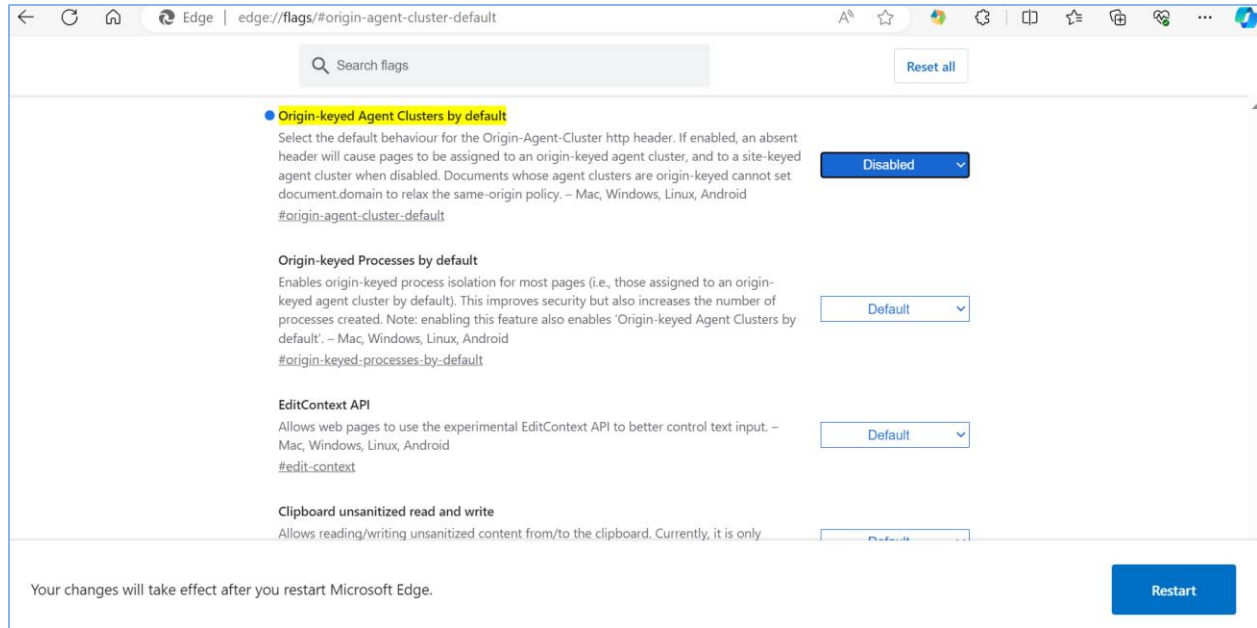 Edge
edge://flags/#origin-agent-cluster-default
Search flags
Reset all
Origin-keyed Agent Clusters by default
Select the default behaviour for the Origin-Agent-Cluster http header. If enabled, an absent
header will cause pages to be assigned to an origin-keyed agent cluster, and to a site-keyed
agent cluster when disabled. Documents whose agent clusters are origin-keyed cannot set
document.domain to relax the same-origin policy. – Mac, Windows, Linux, Android
#origin-agent-cluster-default
Disabled
Origin-keyed Processes by default
Enables origin-keyed process isolation for most pages (i.e., those assigned to an origin-
keyed agent cluster by default). This improves security but also increases the number of
processes created. Note: enabling this feature also enables 'Origin-keyed Agent Clusters by
default'. – Mac, Windows, Linux, Android
#origin-keyed-processes-by-default
Default
EditContext API
Allows web pages to use the experimental EditContext API to better control text input. –
Mac, Windows, Linux, Android
#edit-context
Default
Clipboard unsanitized read and write
Allows reading/writing unsanitized content from/to the clipboard. Currently, it is only
Default
Your changes will take effect after you restart Microsoft Edge.
Restart